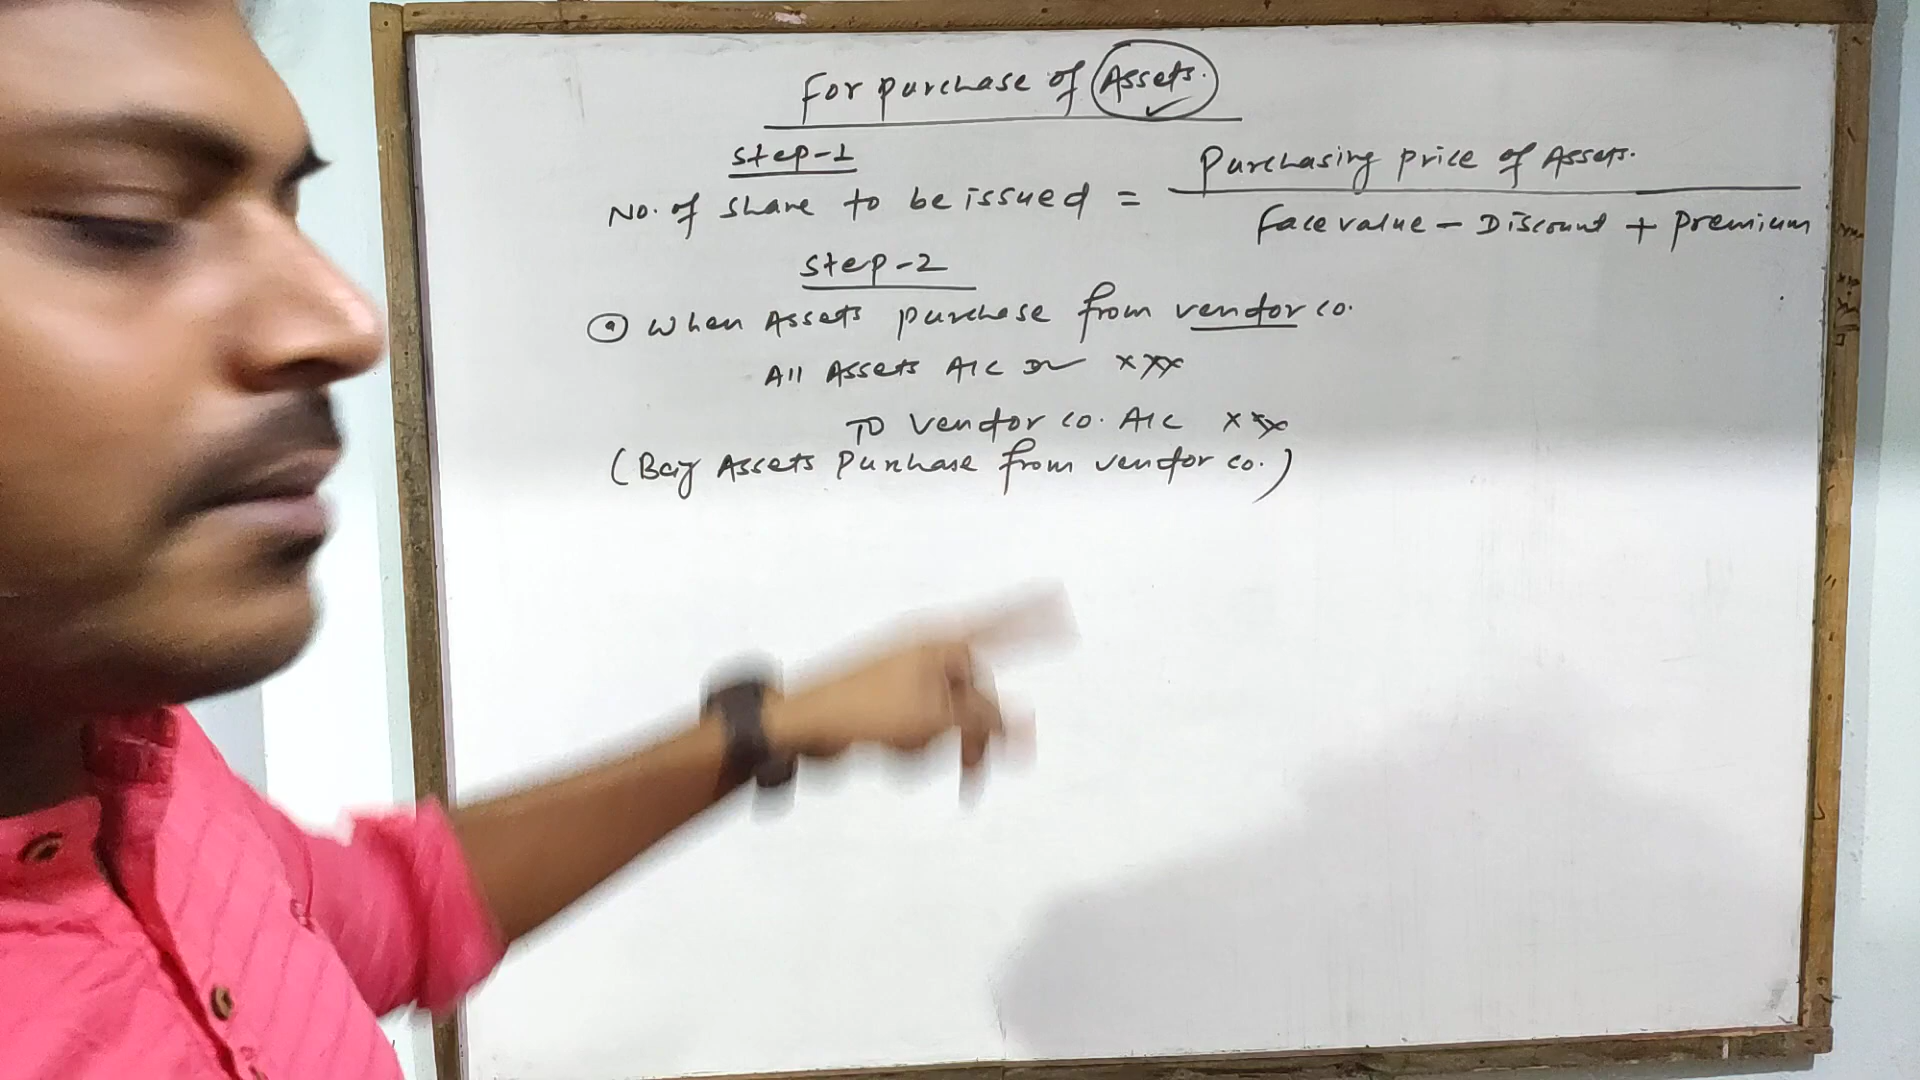 For purchase of Assets.
Step-1
No. of share to be issued = Purchasing price of Assets.
Face value - Discount + Premium
Step-2
(a) When Assets purchase from vendor co.
All Assets A/c Dr xxx
To Vendor co. A/c xxx
(Beig Assets Purchase from vendor co.)